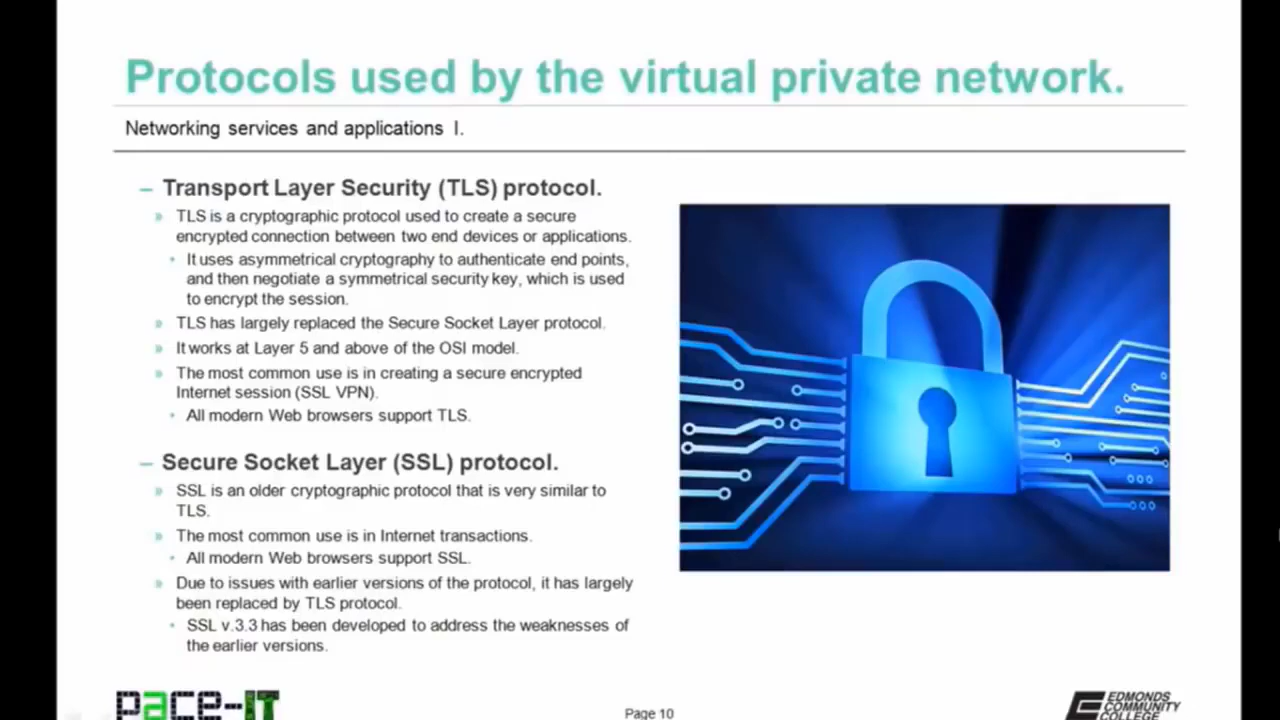 Protocols used by the virtual private network.
Networking services and applications I.
– Transport Layer Security (TLS) protocol.
» TLS is a cryptographic protocol used to create a secure
encrypted connection between two end devices or applications.
• It uses asymmetrical cryptography to authenticate end points,
and then negotiate a symmetrical security key, which is used
to encrypt the session.
» TLS has largely replaced the Secure Socket Layer protocol.
» It works at Layer 5 and above of the OSI model.
» The most common use is in creating a secure encrypted
Internet session (SSL VPN).
• All modern Web browsers support TLS.
– Secure Socket Layer (SSL) protocol.
» SSL is an older cryptographic protocol that is very similar to
TLS.
» The most common use is in Internet transactions.
• All modern Web browsers support SSL.
» Due to issues with earlier versions of the protocol, it has largely
been replaced by TLS protocol.
• SSL v.3.3 has been developed to address the weaknesses of
the earlier versions.
pace-IT
Page 10
EDMONDS
COMMUNITY
COLLEGE